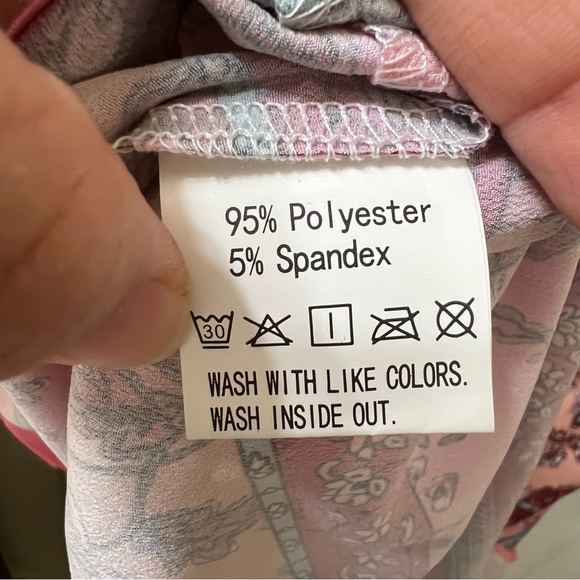 95% Polyester
5% Spandex
30
WASH WITH LIKE COLORS.
WASH INSIDE OUT.